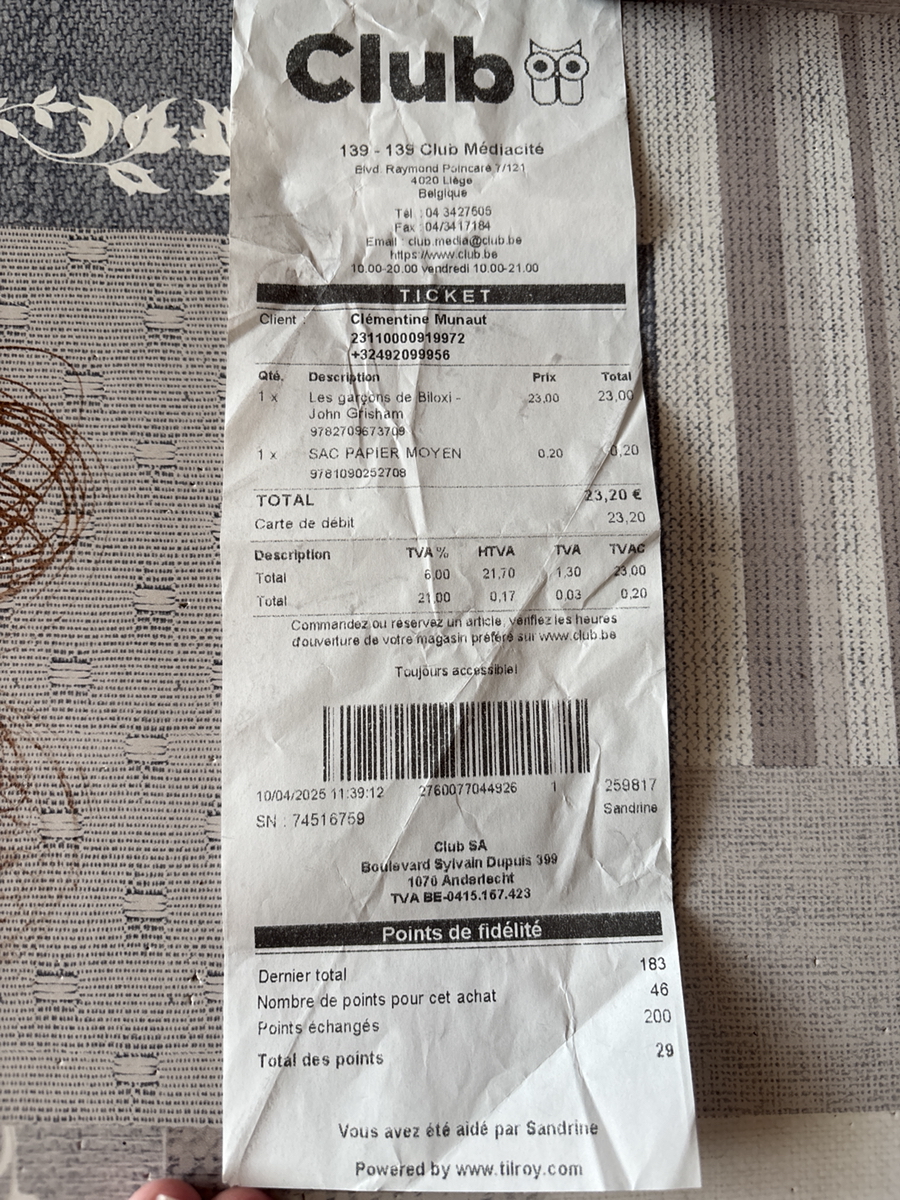 Club
139 - 139 Club Médiacité
Blvd. Raymond Poincaré 7/121
4020 Liège
Belgique
Tél : 04 3427605
Fax : 04/3417184
Email : club.media@club.be
https://www.club.be
10.00-20.00 vendredi 10.00-21.00
TICKET
Client : Clémentine Munaut
23110000919972
+32492099956
Qté. Description Prix Total
1 x Les garçons de Biloxi - 23,00 23,00
John Grisham
9782709673709
1 x SAC PAPIER MOYEN 0,20 0,20
9781090252708
TOTAL 23,20 €
Carte de débit 23,20
Description TVA % HTVA TVA TVAC
Total 6,00 21,70 1,30 23,00
Total 21,00 0,17 0,03 0,20
Commandez ou réservez un article, vérifiez les heures
d'ouverture de votre magasin préféré sur www.club.be
Toujours accessible!
10/04/2025 11:39:12 2760077044926 1 259817
SN : 74516759 Sandrine
Club SA
Boulevard Sylvain Dupuis 399
1070 Anderlecht
TVA BE-0415.167.423
Points de fidélité
Dernier total 183
Nombre de points pour cet achat 46
Points échangés 200
Total des points 29
Vous avez été aidé par Sandrine
Powered by www.tilroy.com